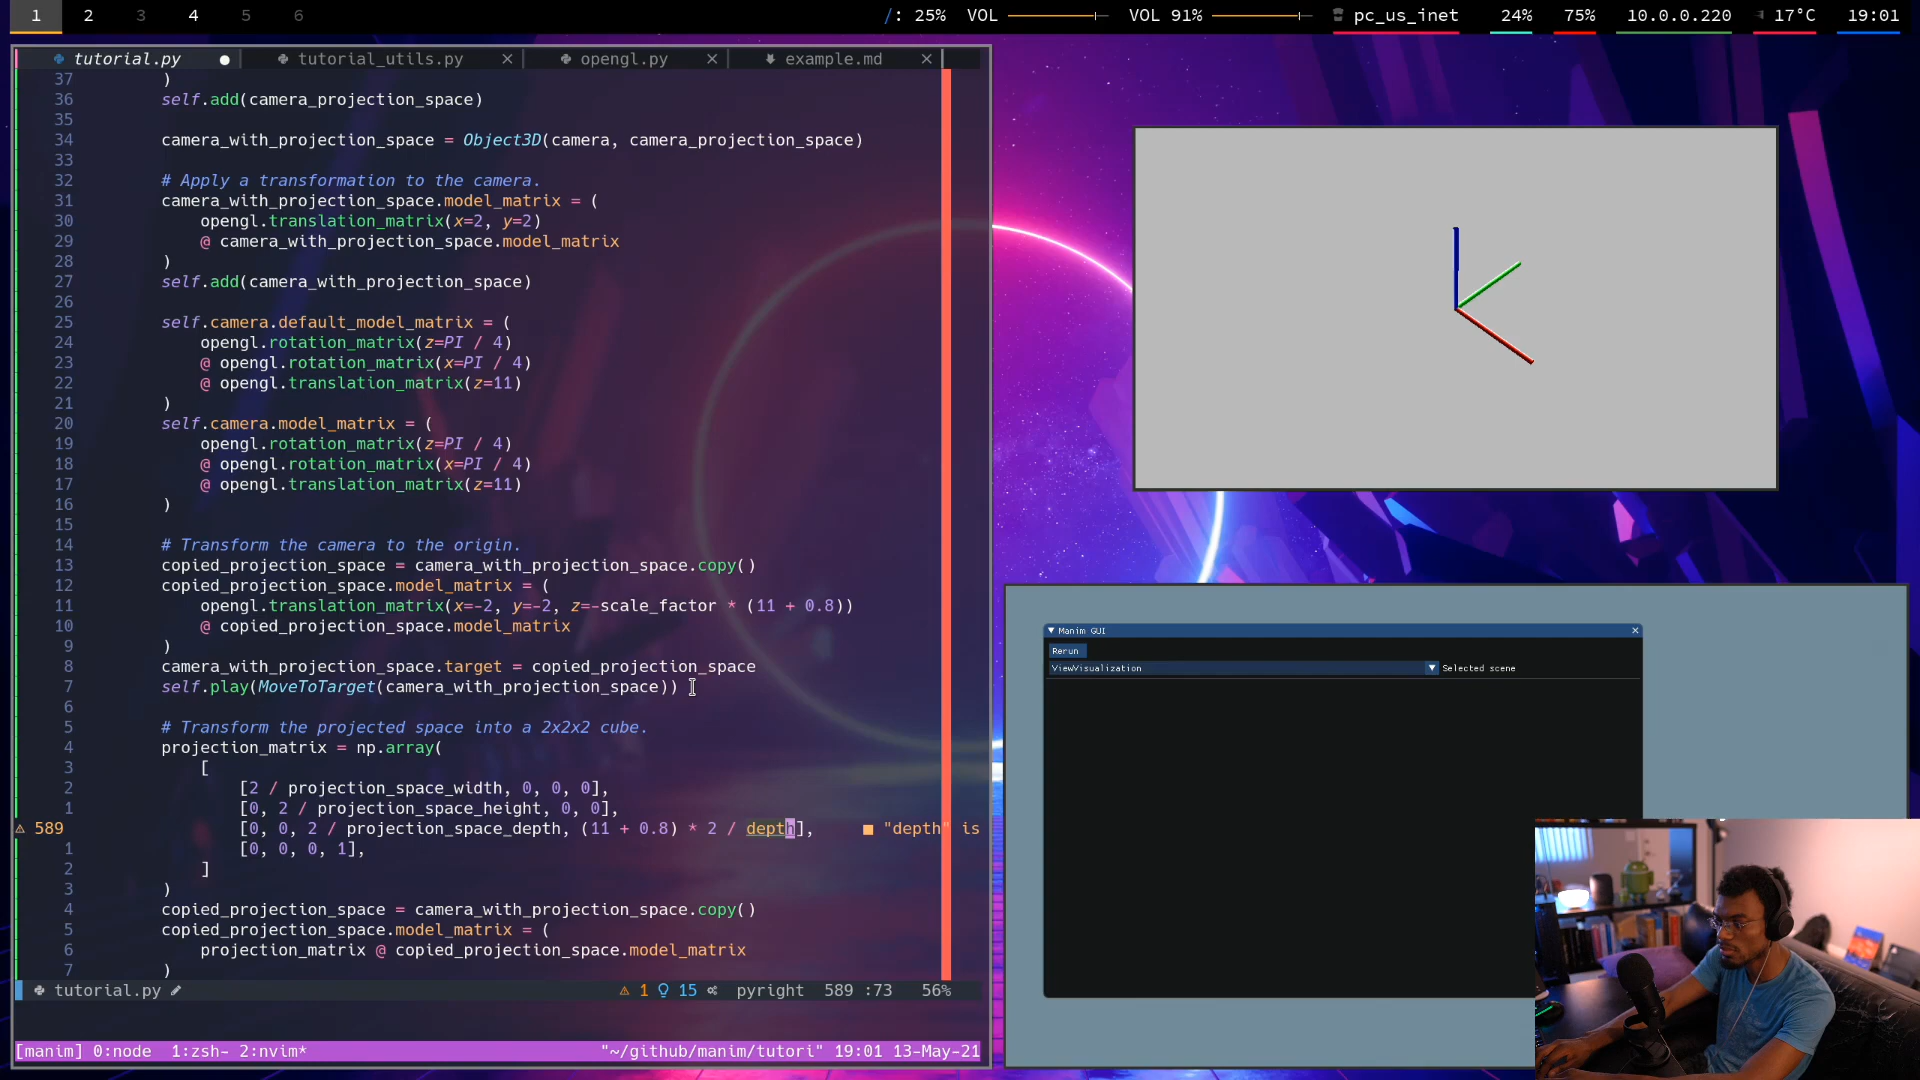 1 2 3 4 5 6
/: 25% VOL VOL 91% pc_us_inet 24% 75% 10.0.0.220 17°C 19:01
tutorial.py tutorial_utils.py opengl.py example.md
37 )
36 self.add(camera_projection_space)
35
34 camera_with_projection_space = Object3D(camera, camera_projection_space)
33
32 # Apply a transformation to the camera.
31 camera_with_projection_space.model_matrix = (
30 opengl.translation_matrix(x=2, y=2)
29 @ camera_with_projection_space.model_matrix
28 )
27 self.add(camera_with_projection_space)
26
25 self.camera.default_model_matrix = (
24 opengl.rotation_matrix(z=PI / 4)
23 @ opengl.rotation_matrix(x=PI / 4)
22 @ opengl.translation_matrix(z=11)
21 )
20 self.camera.model_matrix = (
19 opengl.rotation_matrix(z=PI / 4)
18 @ opengl.rotation_matrix(x=PI / 4)
17 @ opengl.translation_matrix(z=11)
16 )
15
14 # Transform the camera to the origin.
13 copied_projection_space = camera_with_projection_space.copy()
12 copied_projection_space.model_matrix = (
11 opengl.translation_matrix(x=-2, y=-2, z=-scale_factor * (11 + 0.8))
10 @ copied_projection_space.model_matrix
9 )
8 camera_with_projection_space.target = copied_projection_space
7 self.play(MoveToTarget(camera_with_projection_space))
6
5 # Transform the projected space into a 2x2x2 cube.
4 projection_matrix = np.array(
3 [
2 [2 / projection_space_width, 0, 0, 0],
1 [0, 2 / projection_space_height, 0, 0],
589 [0, 0, 2 / projection_space_depth, (11 + 0.8) * 2 / depth], ■ "depth" is
1 [0, 0, 0, 1],
2 ]
3 )
4 copied_projection_space = camera_with_projection_space.copy()
5 copied_projection_space.model_matrix = (
6 projection_matrix @ copied_projection_space.model_matrix
7 )
tutorial.py 1 15 pyright 589 :73 56%
[manim] 0:node 1:zsh- 2:nvim* "~/github/manim/tutori" 19:01 13-May-21
Manim GUI
Rerun
ViewVisualization Selected scene